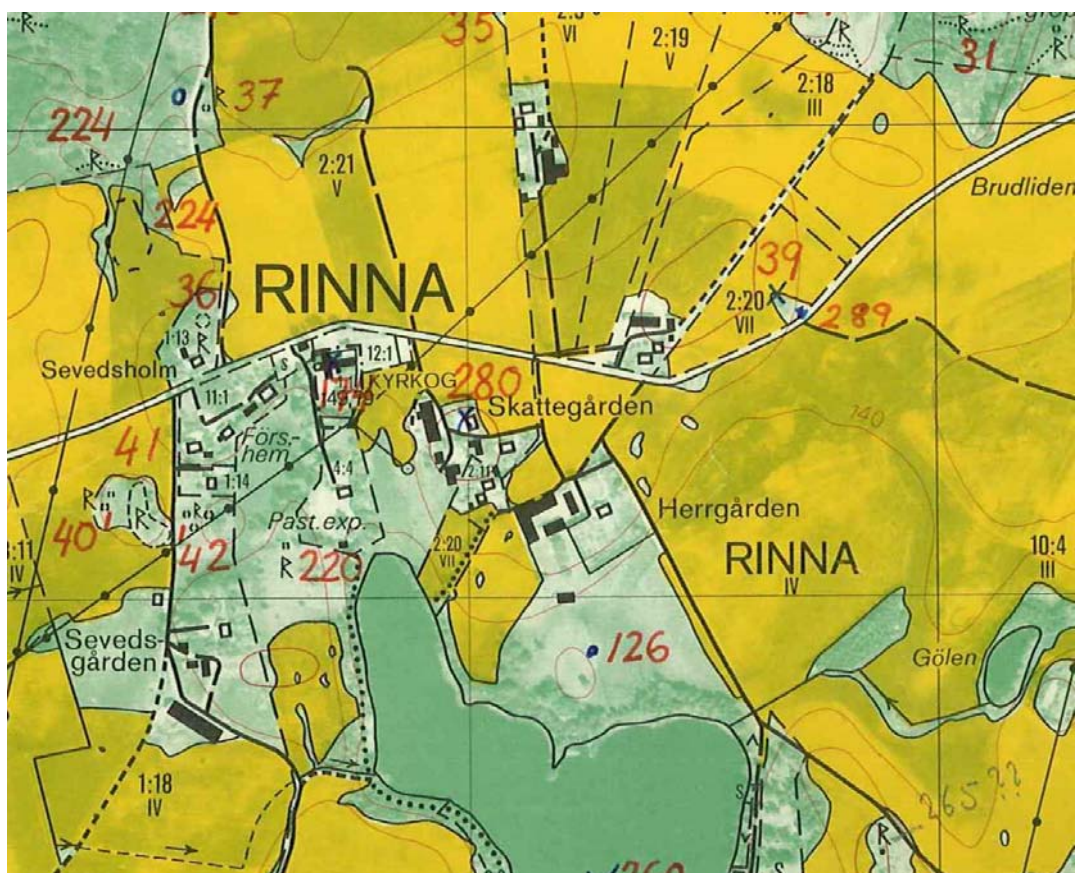 35
2:19
V
VI
31
R
R
37
2:18
III
224
R
2:21
V
Brudliden
224
36
RINNA
39
2:20
VII
289
1:13
R
Sevedsholm
12:1
KYRKOG
280
11:1
S
Skattegården
140
41
Förs.-
hem
4:4
2:11
1:14
R
R
R
40
42
Past. exp.
R
220
2:20
VII
Herrgården
RINNA
IV
10:4
III
IV
Seveds-
gården
126
Gölen
1:18
IV
265??
R
S